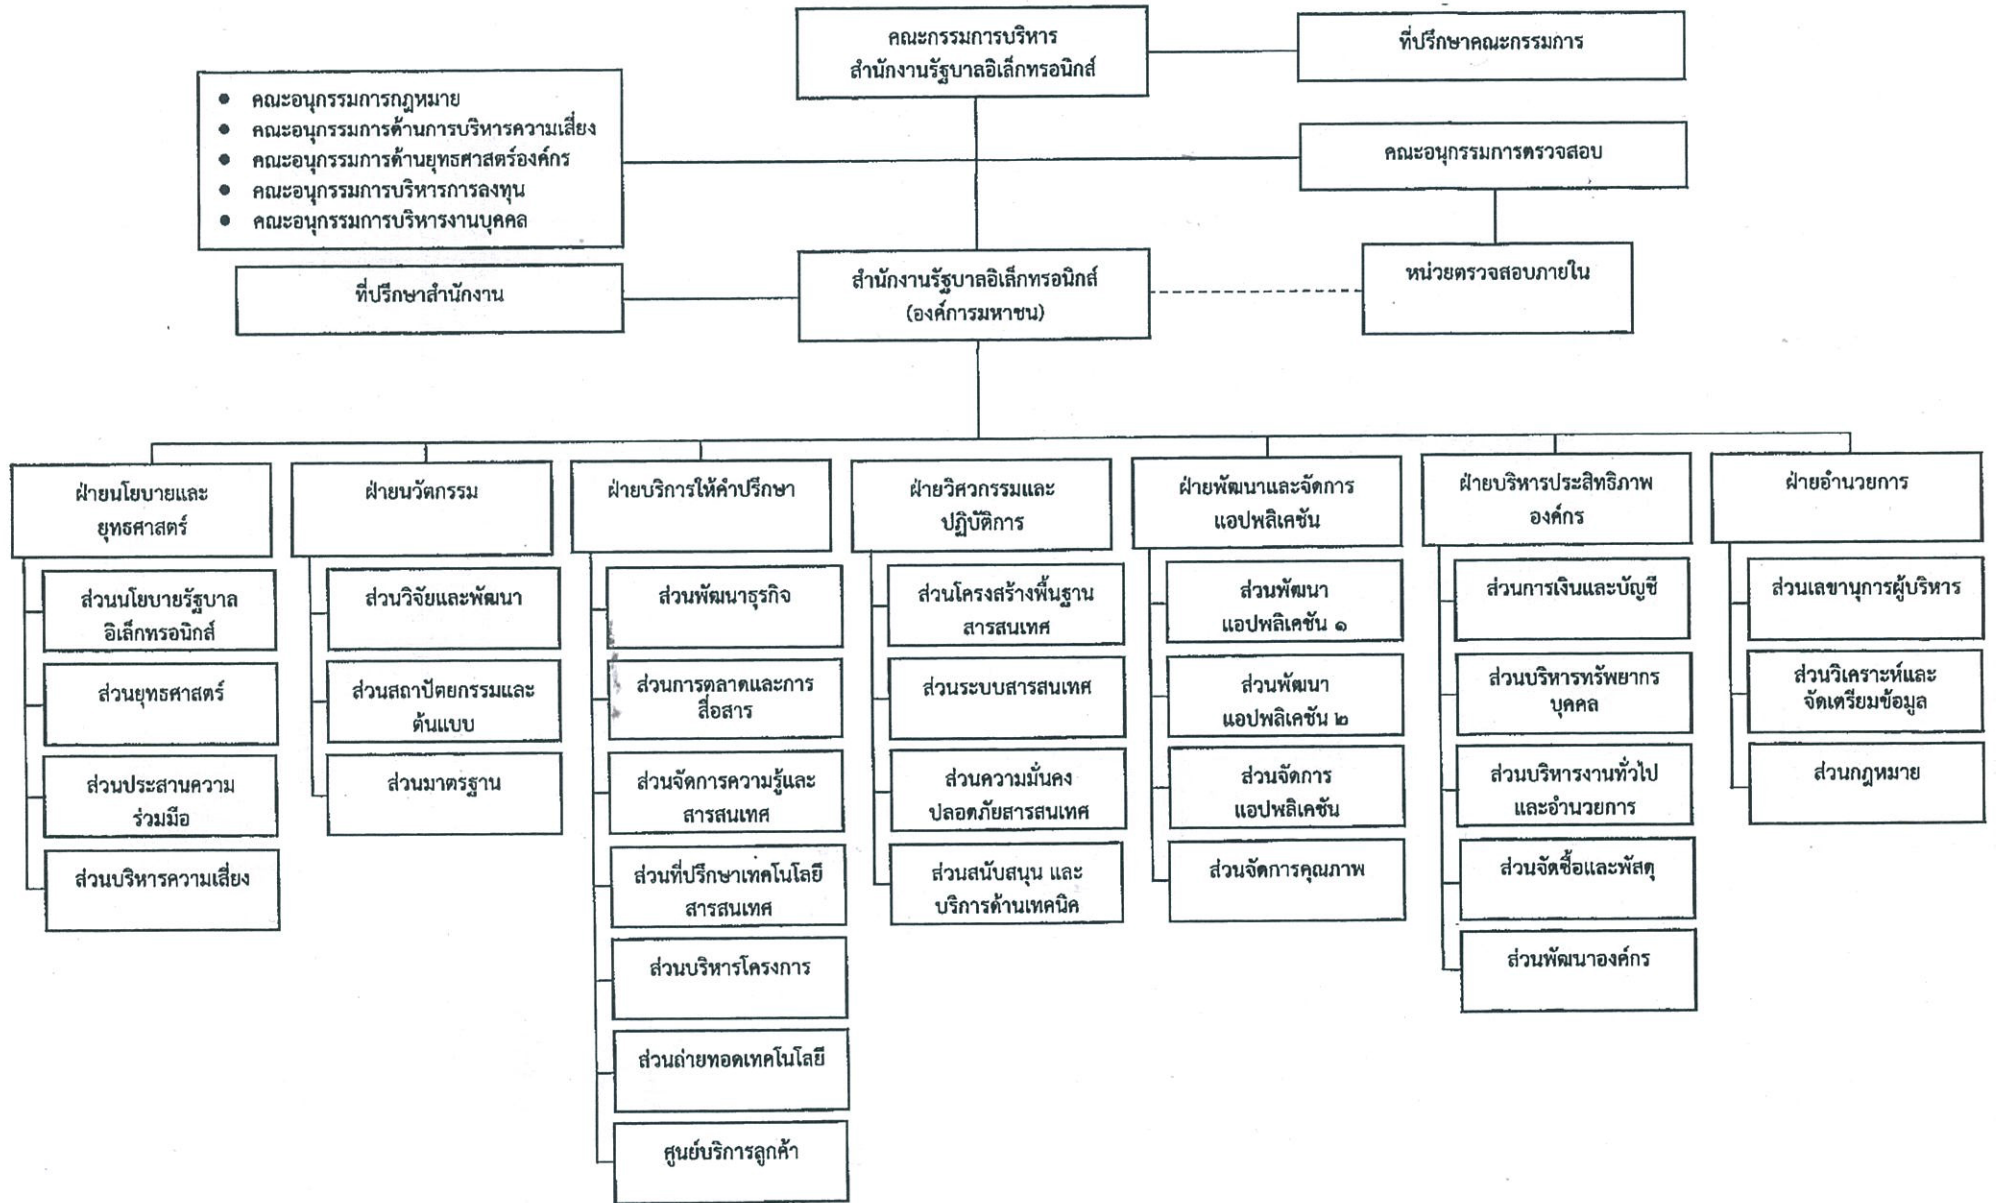 คณะกรรมการบริหาร
สำนักงานรัฐบาลอิเล็กทรอนิกส์
ที่ปรึกษาคณะกรรมการ
• คณะอนุกรรมการกฎหมาย
• คณะอนุกรรมการด้านการบริหารความเสี่ยง
• คณะอนุกรรมการด้านยุทธศาสตร์องค์กร
• คณะอนุกรรมการบริหารการลงทุน
• คณะอนุกรรมการบริหารงานบุคคล
คณะอนุกรรมการตรวจสอบ
ที่ปรึกษาสำนักงาน
สำนักงานรัฐบาลอิเล็กทรอนิกส์
(องค์การมหาชน)
หน่วยตรวจสอบภายใน
ฝ่ายนโยบายและ
ยุทธศาสตร์
ส่วนนโยบายรัฐบาล
อิเล็กทรอนิกส์
ส่วนยุทธศาสตร์
ส่วนประสานความ
ร่วมมือ
ส่วนบริหารความเสี่ยง
ฝ่ายนวัตกรรม
ส่วนวิจัยและพัฒนา
ส่วนสถาปัตยกรรมและ
ต้นแบบ
ส่วนมาตรฐาน
ฝ่ายบริการให้คำปรึกษา
ส่วนพัฒนาธุรกิจ
ส่วนการตลาดและการ
สื่อสาร
ส่วนจัดการความรู้และ
สารสนเทศ
ส่วนที่ปรึกษาเทคโนโลยี
สารสนเทศ
ส่วนบริหารโครงการ
ส่วนถ่ายทอดเทคโนโลยี
ศูนย์บริการลูกค้า
ฝ่ายวิศวกรรมและ
ปฏิบัติการ
ส่วนโครงสร้างพื้นฐาน
สารสนเทศ
ส่วนระบบสารสนเทศ
ส่วนความมั่นคง
ปลอดภัยสารสนเทศ
ส่วนสนับสนุน และ
บริการด้านเทคนิค
ฝ่ายพัฒนาและจัดการ
แอปพลิเคชัน
ส่วนพัฒนา
แอปพลิเคชัน ๑
ส่วนพัฒนา
แอปพลิเคชัน ๒
ส่วนจัดการ
แอปพลิเคชัน
ส่วนจัดการคุณภาพ
ฝ่ายบริหารประสิทธิภาพ
องค์กร
ส่วนการเงินและบัญชี
ส่วนบริหารทรัพยากร
บุคคล
ส่วนบริหารงานทั่วไป
และอำนวยการ
ส่วนจัดซื้อและพัสดุ
ส่วนพัฒนาองค์กร
ฝ่ายอำนวยการ
ส่วนเลขานุการผู้บริหาร
ส่วนวิเคราะห์และ
จัดเตรียมข้อมูล
ส่วนกฎหมาย